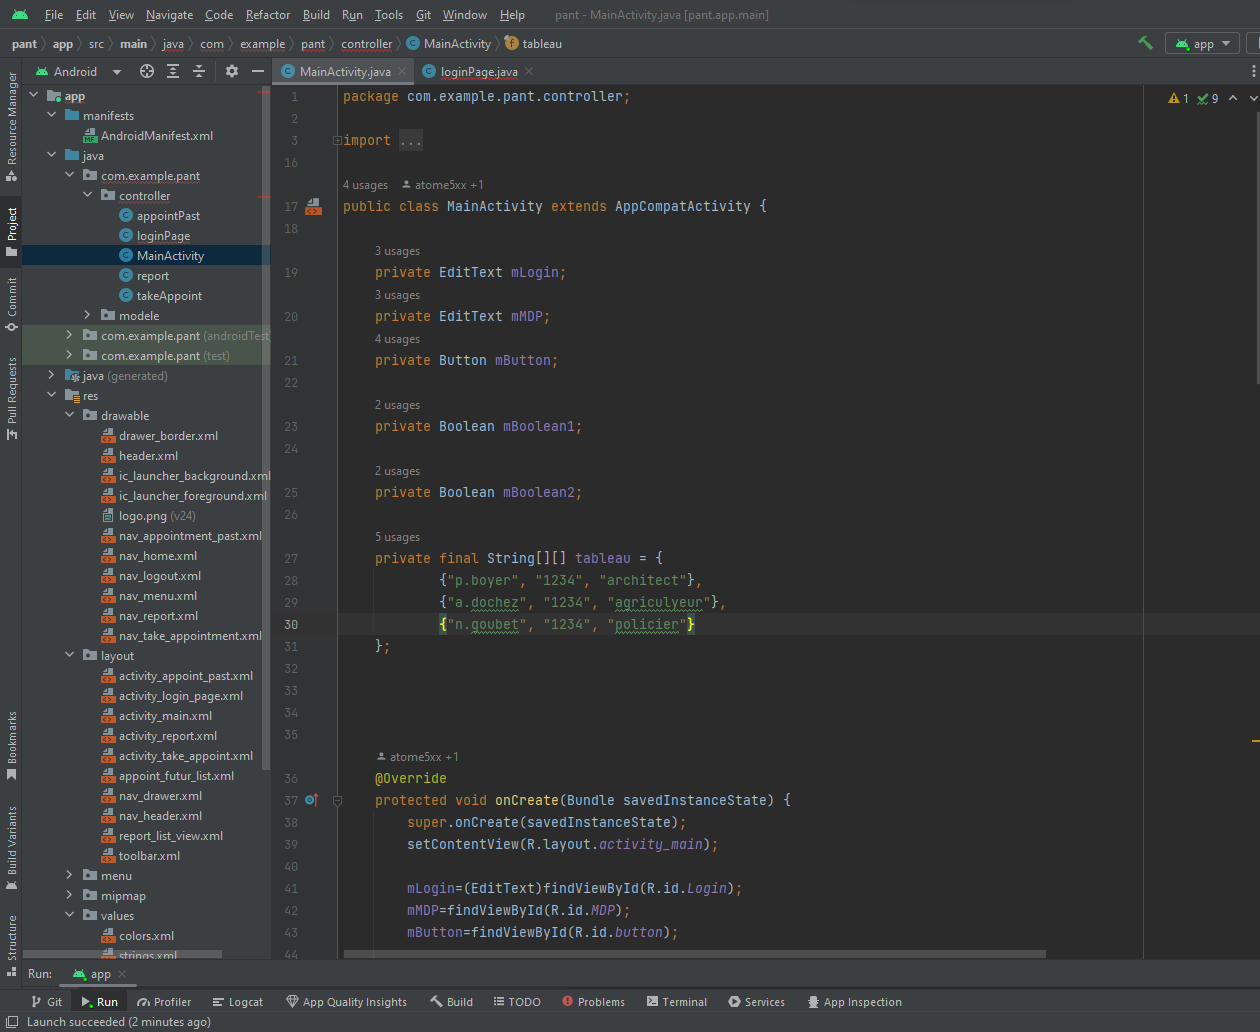 File Edit View Navigate Code Refactor Build Run Tools Git Window Help pant - MainActivity.java [pant.app.main]
pant app src main java com example pant controller MainActivity tableau app
Android MainActivity.java loginPage.java
Resource Manager
Project
Commit
Pull Requests
Bookmarks
Build Variants
Structure
app
manifests
AndroidManifest.xml
java
com.example.pant
controller
appointPast
loginPage
MainActivity
report
takeAppoint
modele
com.example.pant (androidTest
com.example.pant (test)
java (generated)
res
drawable
drawer_border.xml
header.xml
ic_launcher_background.xml
ic_launcher_foreground.xml
logo.png (v24)
nav_appointment_past.xml
nav_home.xml
nav_logout.xml
nav_menu.xml
nav_report.xml
nav_take_appointment.xml
layout
activity_appoint_past.xml
activity_login_page.xml
activity_main.xml
activity_report.xml
activity_take_appoint.xml
appoint_futur_list.xml
nav_drawer.xml
nav_header.xml
report_list_view.xml
toolbar.xml
menu
mipmap
values
colors.xml
strings.xml
1 package com.example.pant.controller; 1 9
2
3 import ...
16
4 usages atome5xx +1
17 public class MainActivity extends AppCompatActivity {
18
3 usages
19 private EditText mLogin;
3 usages
20 private EditText mMDP;
4 usages
21 private Button mButton;
22
2 usages
23 private Boolean mBoolean1;
24
2 usages
25 private Boolean mBoolean2;
26
5 usages
27 private final String[][] tableau = {
28 {"p.boyer", "1234", "architect"},
29 {"a.dochez", "1234", "agriculyeur"},
30 {"n.goubet", "1234", "policier"}
31 };
32
33
34
35
atome5xx +1
36 @Override
37 protected void onCreate(Bundle savedInstanceState) {
38 super.onCreate(savedInstanceState);
39 setContentView(R.layout.activity_main);
40
41 mLogin=(EditText)findViewById(R.id.Login);
42 mMDP=findViewById(R.id.MDP);
43 mButton=findViewById(R.id.button);
44
Run: app
Git Run Profiler Logcat App Quality Insights Build TODO Problems Terminal Services App Inspection
Launch succeeded (2 minutes ago)